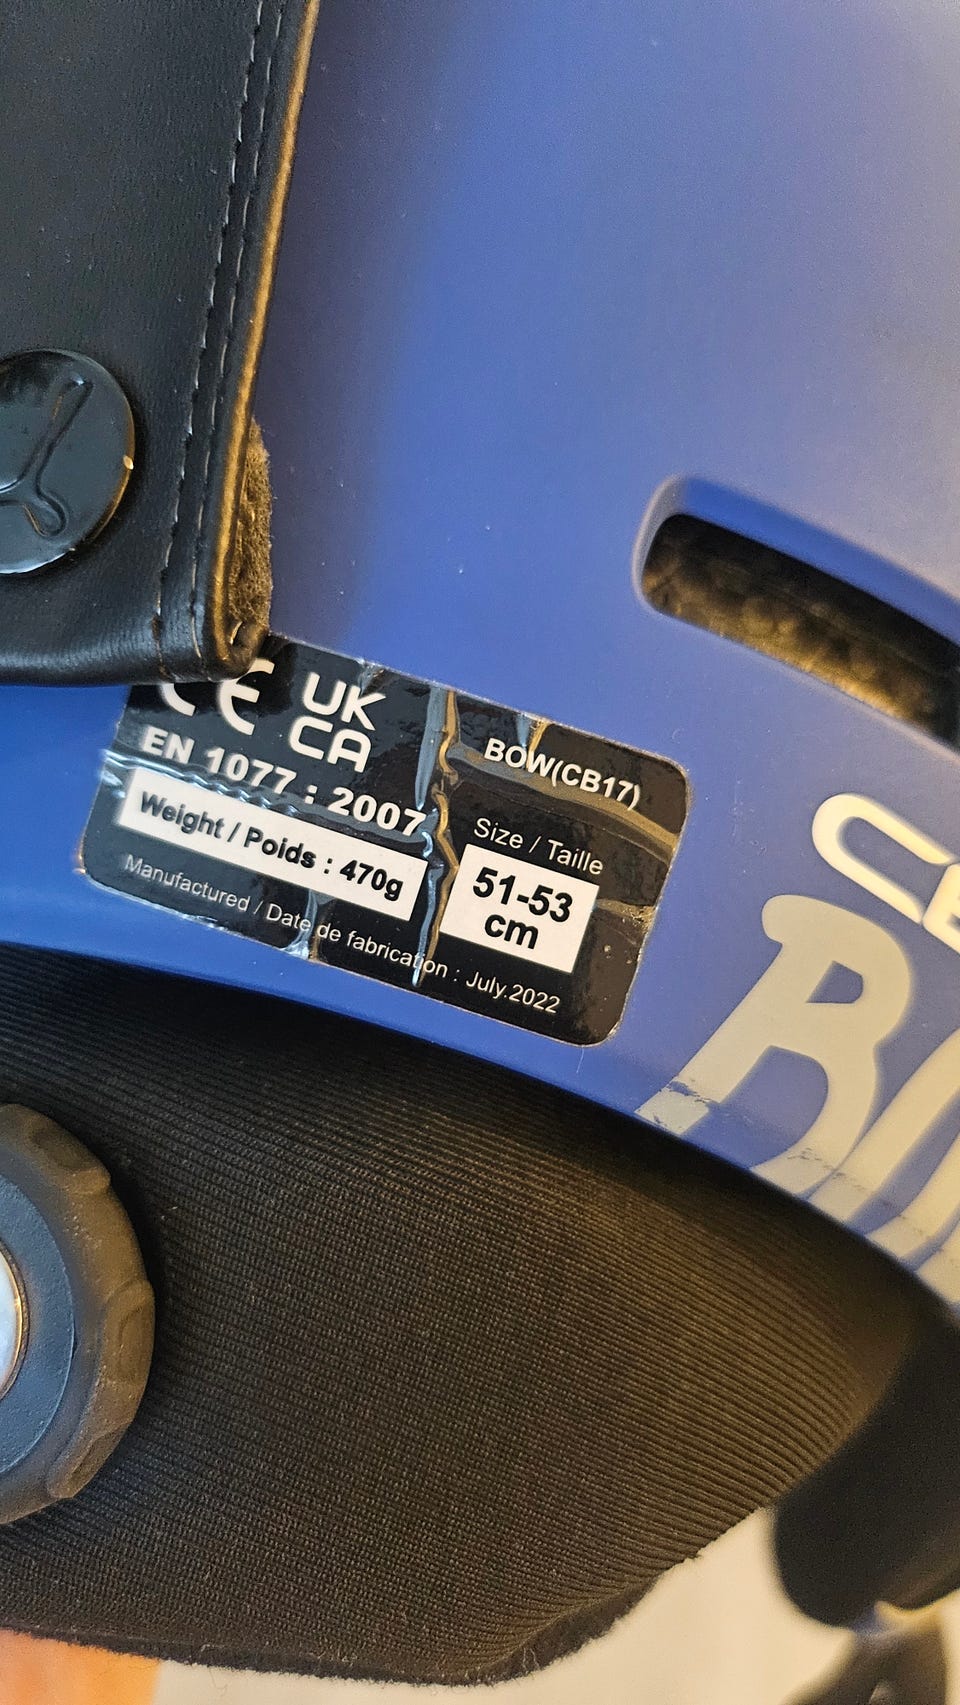 CE
UK
CA
EN 1077 : 2007
Weight / Poids : 470g
BOW(CB17)
Size / Taille
51-53
cm
Manufactured / Date de fabrication : July.2022